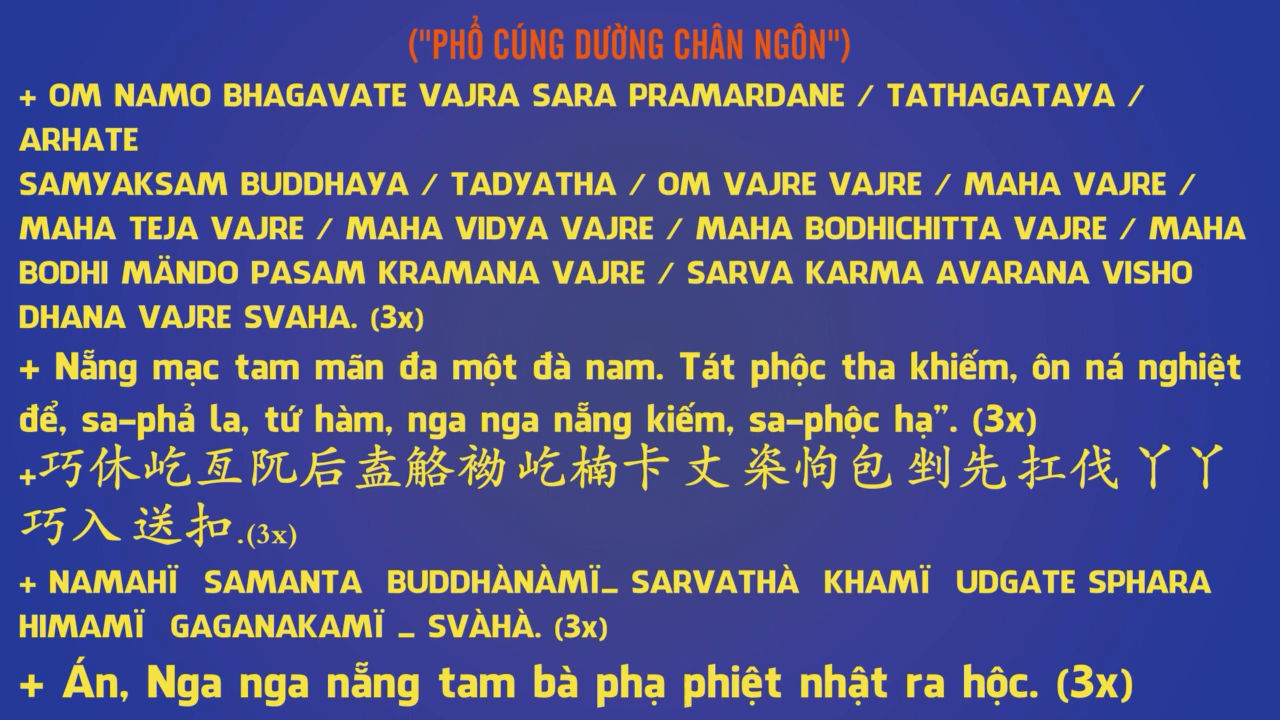 ("PHỔ CÚNG DƯỜNG CHÂN NGÔN")
+ OM NAMO BHAGAVATE VAJRA SARA PRAMARDANE / TATHAGATAYA /
ARHATE
SAMYAKSAM BUDDHAYA / TADYATHA / OM VAJRE VAJRE / MAHA VAJRE /
MAHA TEJA VAJRE / MAHA VIDYA VAJRE / MAHA BODHICHITTA VAJRE / MAHA
BODHI MÄNDO PASAM KRAMANA VAJRE / SARVA KARMA AVARANA VISHO
DHANA VAJRE SVAHA. (3x)
+ Nẵng mạc tam mãn đa một đà nam. Tát phộc tha khiếm, ôn ná nghiệt
để, sa-phả la, tứ hàm, nga nga nẵng kiếm, sa-phộc hạ”. (3x)
+巧休屹亙阢后盍觡袎屹楠卡丈 栥怐包 剉先 扛伐 丫丫
巧入 送扣.(3x)
+ NAMAHÏ SAMANTA BUDDHÀNÀMÏ_ SARVATHÀ KHAMÏ UDGATE SPHARA
HIMAMÏ GAGANAKAMÏ _ SVÀHÀ. (3x)
+ Án, Nga nga nẵng tam bà phạ phiệt nhật ra hộc. (3x)